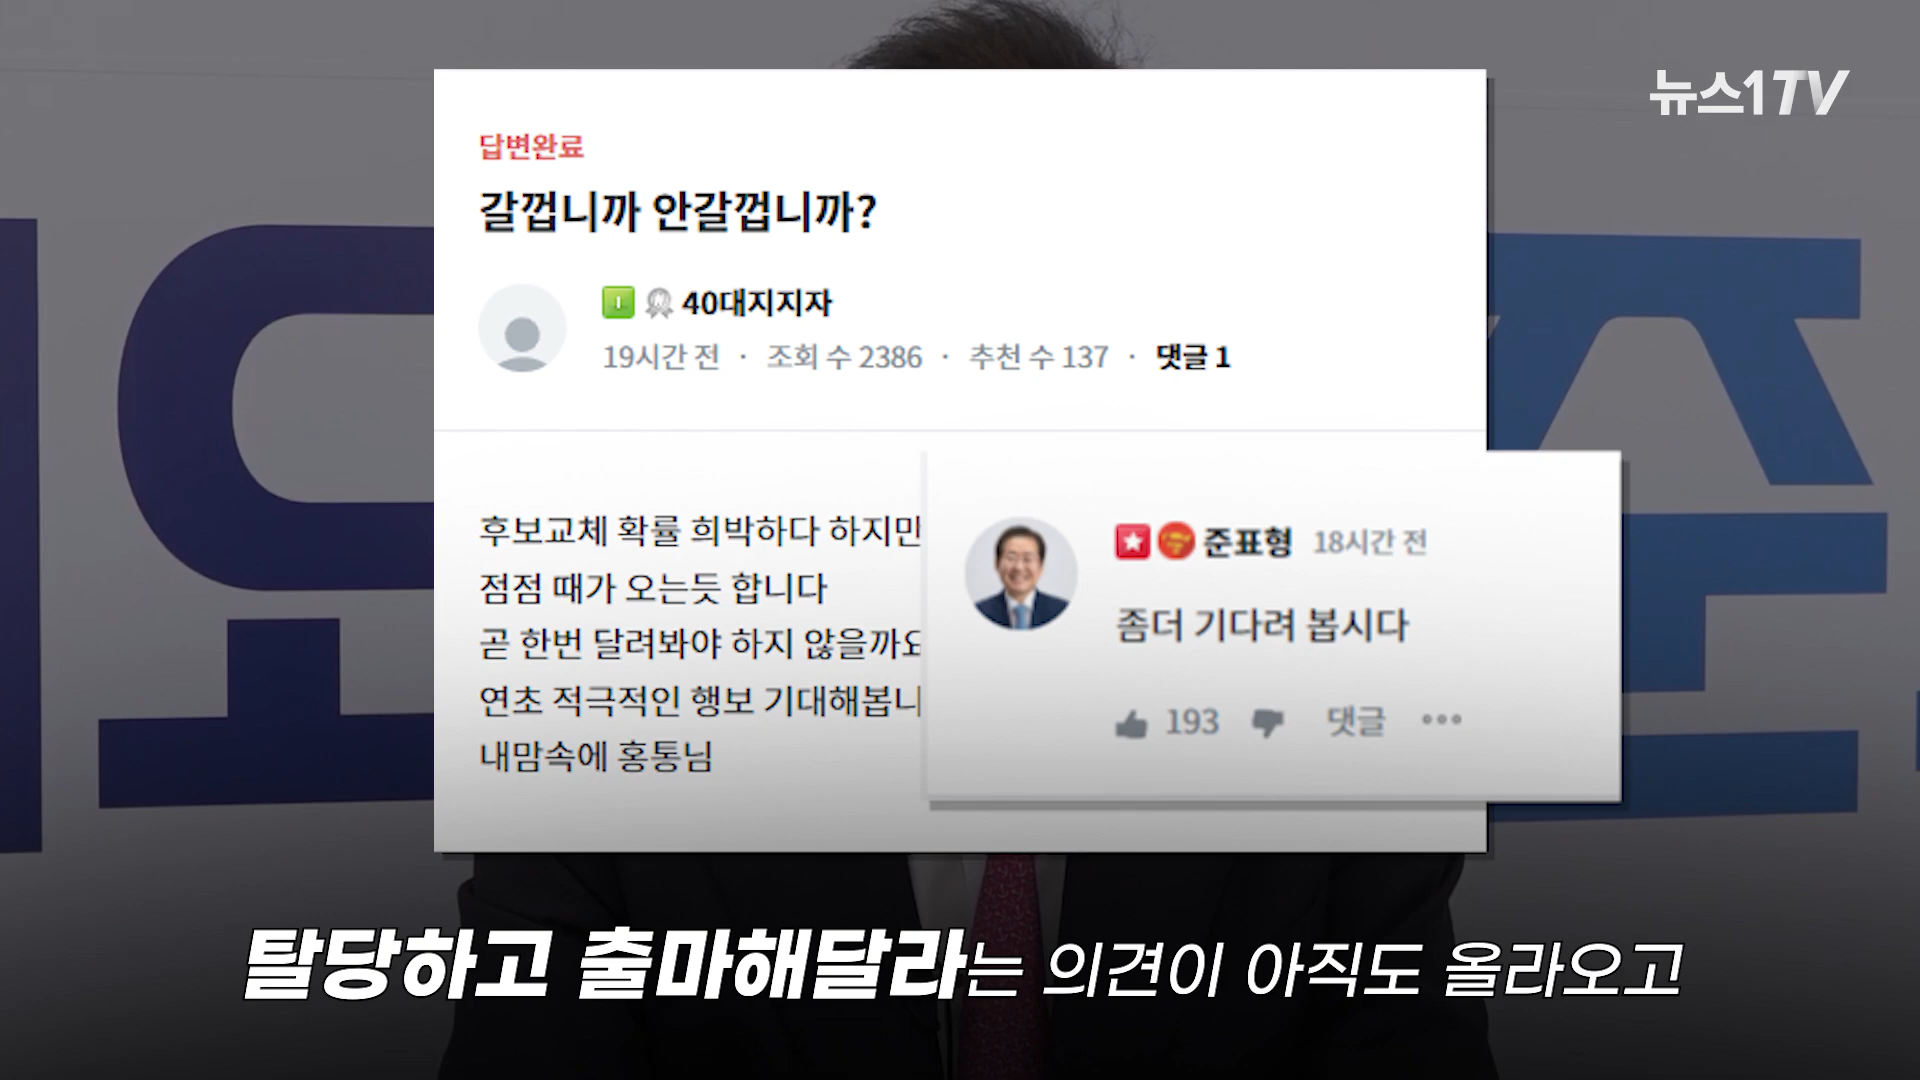 뉴스1TV
답변완료
갈껍니까 안갈껍니까?
40대지지자
19시간 전 · 조회 수 2386 · 추천 수 137 · 댓글 1
후보교체 확률 희박하다 하지만
점점 때가 오는듯 합니다
곧 한번 달려봐야 하지 않을까요
연초 적극적인 행보 기대해봅니
내맘속에 홍통님
준표형 18시간 전
좀더 기다려 봅시다
193 댓글
탈당하고 출마해달라는 의견이 아직도 올라오고